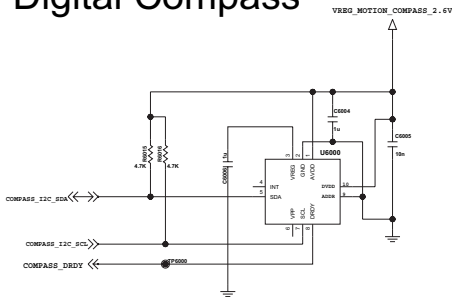 Digital Compass
VREG_MOTION_COMPASS_2.6V
C6004
1u
C6005
10n
R6015
4.7K
R6016
4.7K
C6006
1u
U6000
3
2
1
VREG
GND
AVDD
4
INT
5
SDA
DVDD
10
ADDR
9
VPP
SCL
DRDY
6
7
8
COMPASS_I2C_SDA
COMPASS_I2C_SCL
COMPASS_DRDY
TP6000